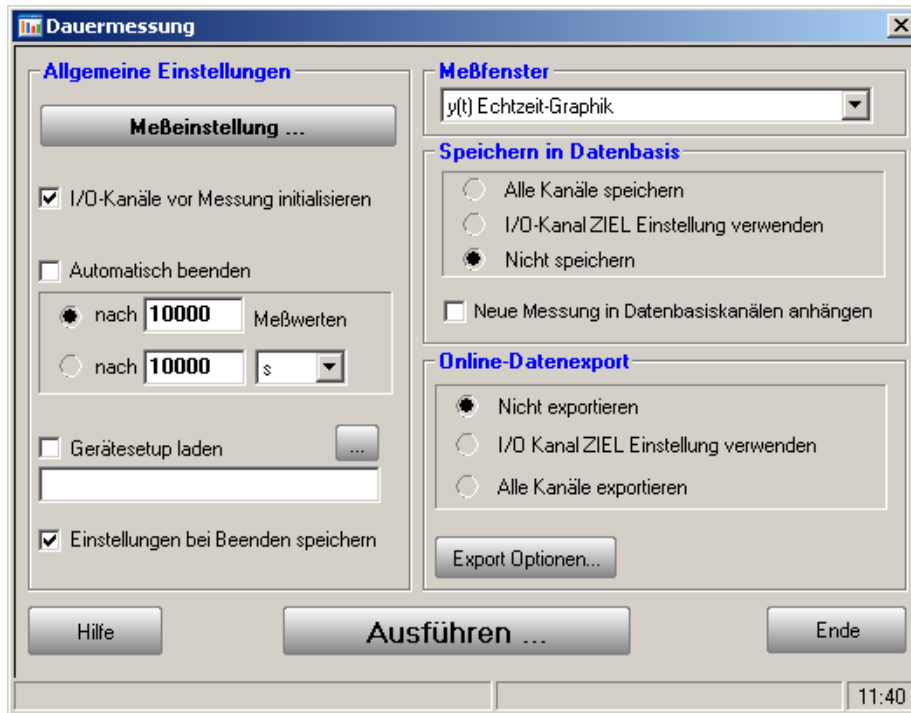 Dauermessung
Allgemeine Einstellungen
Meßeinstellung ...
I/O-Kanäle vor Messung initialisieren
Automatisch beenden
nach 10000 Meßwerten
nach 10000 s
Gerätesetup laden ...
Einstellungen bei Beenden speichern
Meßfenster
y(t) Echtzeit-Graphik
Speichern in Datenbasis
Alle Kanäle speichern
I/O-Kanal ZIEL Einstellung verwenden
Nicht speichern
Neue Messung in Datenbasiskanälen anhängen
Online-Datenexport
Nicht exportieren
I/O Kanal ZIEL Einstellung verwenden
Alle Kanäle exportieren
Export Optionen...
Hilfe
Ausführen ...
Ende
11:40